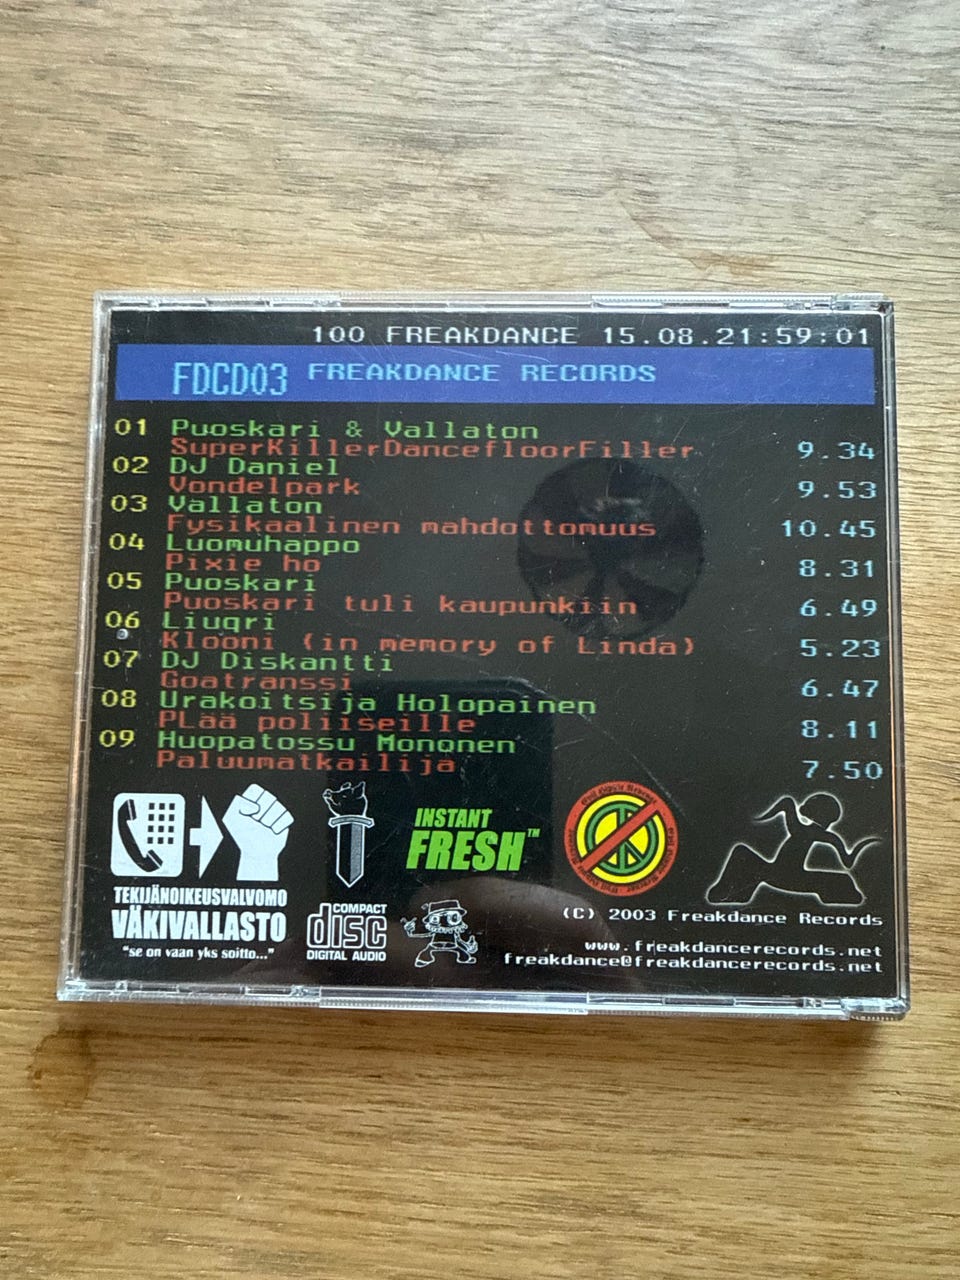 100 FREAKDANCE 15.08.21:59:01
FDCD03 FREAKDANCE RECORDS
01 Puoskari & Vallaton
SuperKillerDancefloorFiller 9.34
02 DJ Daniel
Vondelpark 9.53
03 Vallaton
Fysikaalinen mahdottomuus 10.45
04 Luomuhappo
Pixie ho 8.31
05 Puoskari
Puoskari tuli kaupunkiin 6.49
06 Liuqri
Klooni (in memory of Linda) 5.23
07 DJ Diskantti
Goatranssi 6.47
08 Urakoitsija Holopainen
PLää poliiseille 8.11
09 Huopatossu Mononen
Paluumatkailija 7.50
TEKIJÄNOIKEUSVALVOMO
VÄKIVALLASTO
"se on vaan yks soitto..."
COMPACT
disc
DIGITAL AUDIO
INSTANT
FRESH™
(C) 2003 Freakdance Records
www.freakdancerecords.net
freakdance@freakdancerecords.net